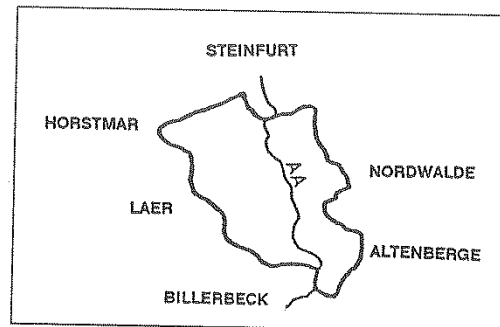 STEINFURT
HORSTMAR
AA
NORDWALDE
LAER
ALTENBERGE
BILLERBECK